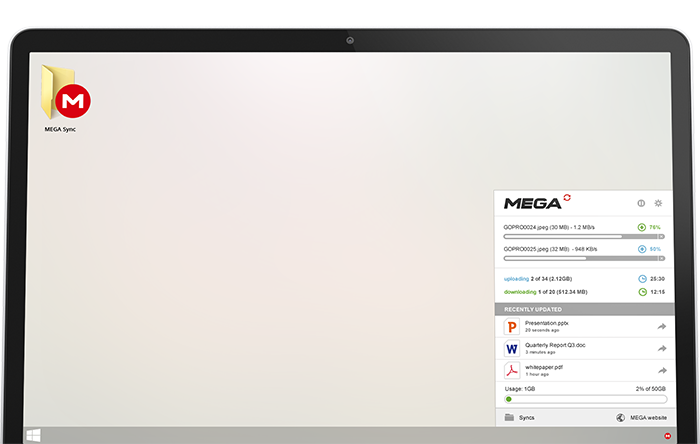 M
MEGA Sync
MEGA
GOPRO0024.jpeg (30 MB) - 1.2 MB/s
76%
GOPRO0025.jpeg (32 MB) - 948 KB/s
50%
uploading 2 of 34 (2.12GB)
25:30
downloading 1 of 20 (512.34 MB)
12:15
RECENTLY UPDATED
P
Presentation.pptx
20 seconds ago
W
Quarterly Report Q3.doc
3 minutes ago
whitepaper.pdf
1 hour ago
Usage: 1GB
2% of 50GB
Syncs
MEGA website
M